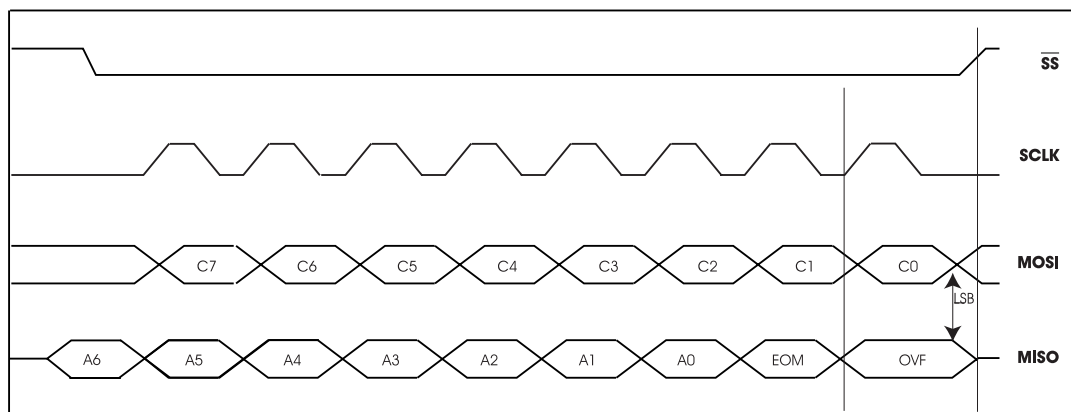 SS
SCLK
C7 C6 C5 C4 C3 C2 C1 C0 MOSI
LSB
A6 A5 A4 A3 A2 A1 A0 EOM OVF MISO